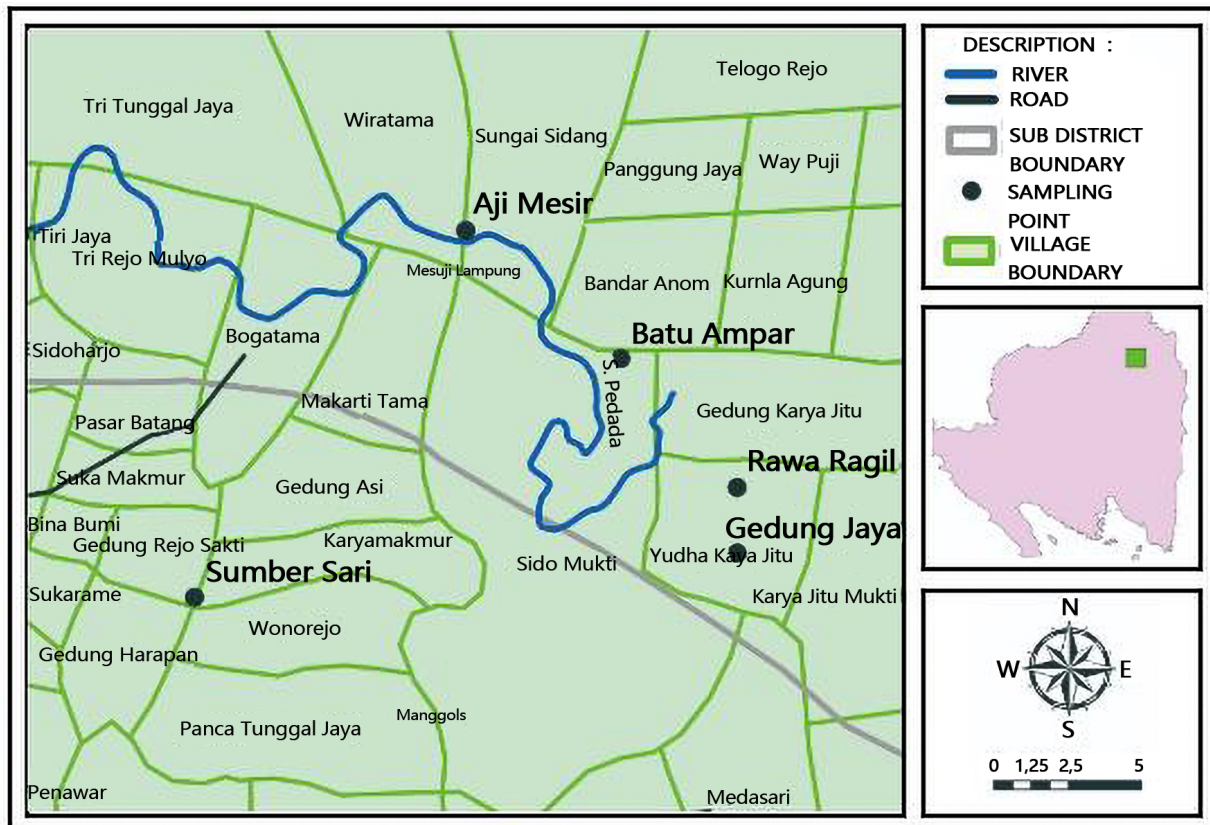 Telogo Rejo
Tri Tunggal Jaya
Wiratama
Sungai Sidang
Panggung Jaya
Way Puji
Aji Mesir
Tiri Jaya
Tri Rejo Mulyo
Mesuji Lampung
Bandar Anom
Kurnla Agung
Bogatama
Batu Ampar
Sidoharjo
S. Pedada
Makarti Tama
Gedung Karya Jitu
Pasar Batang
Rawa Ragil
Suka Makmur
Gedung Asi
Bina Bumi
Gedung Jaya
Gedung Rejo Sakti
Karyamakmur
Yudha Kaya Jitu
Sido Mukti
Sumber Sari
Sukarame
Karya Jitu Mukti
Wonorejo
Gedung Harapan
Manggols
Panca Tunggal Jaya
Penawar
Medasari
DESCRIPTION :
RIVER
ROAD
SUB DISTRICT
BOUNDARY
SAMPLING
POINT
VILLAGE
BOUNDARY
N
W E
S
0 1,25 2,5 5